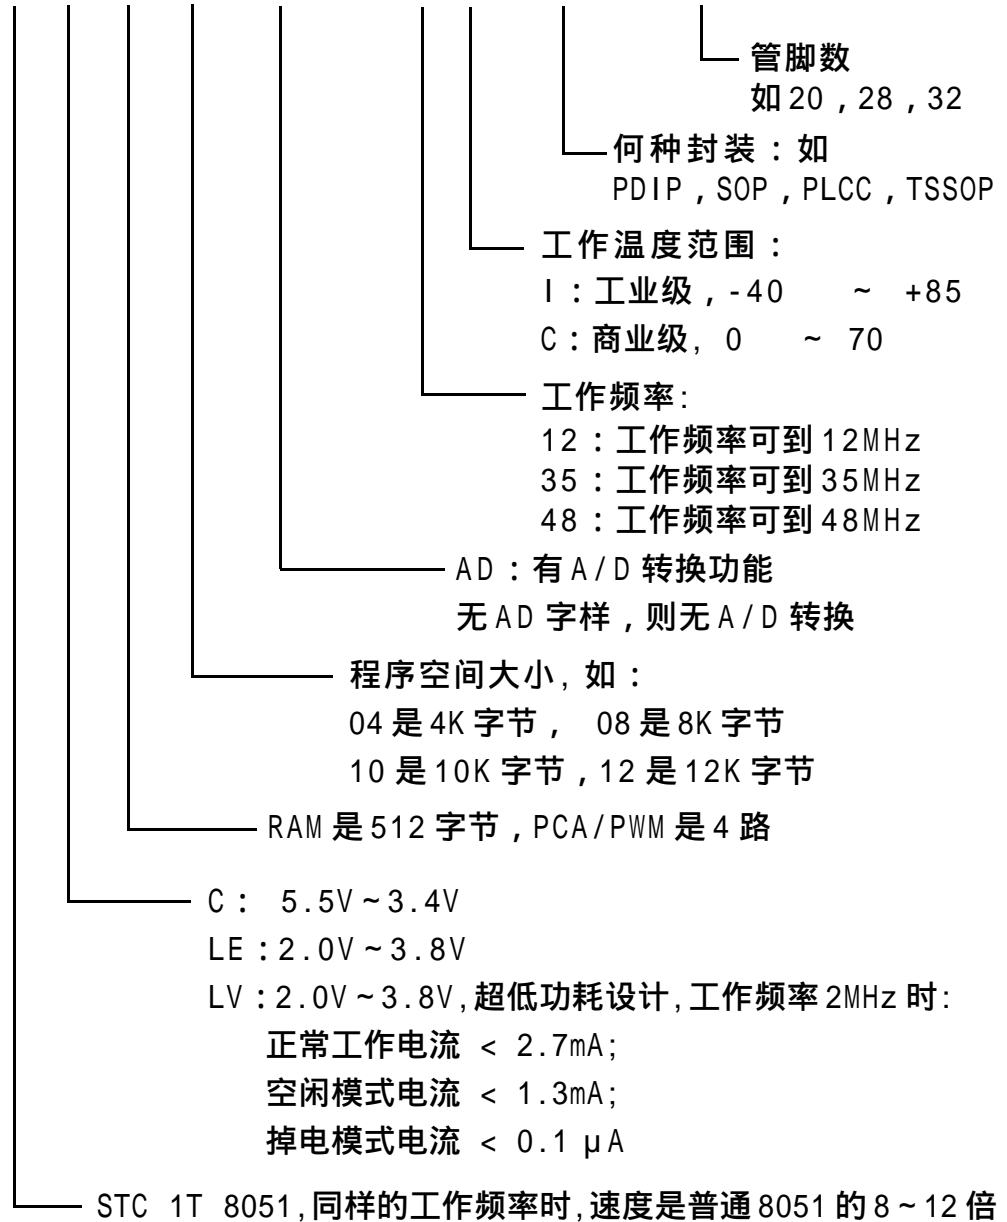 管脚数
如20，28，32
何种封装：如
PDIP，SOP，PLCC，TSSOP
工作温度范围：
I：工业级，-40 ~ +85
C：商业级, 0 ~ 70
工作频率:
12：工作频率可到12MHz
35：工作频率可到35MHz
48：工作频率可到48MHz
AD：有A/D转换功能
无AD字样，则无A/D转换
程序空间大小, 如：
04是4K字节， 08是8K字节
10是10K字节，12是12K字节
RAM是512字节，PCA/PWM是4路
C： 5.5V~3.4V
LE：2.0V~3.8V
LV：2.0V~3.8V,超低功耗设计,工作频率2MHz时:
正常工作电流 < 2.7mA;
空闲模式电流 < 1.3mA;
掉电模式电流 < 0.1 μA
STC 1T 8051,同样的工作频率时,速度是普通8051的8~12倍